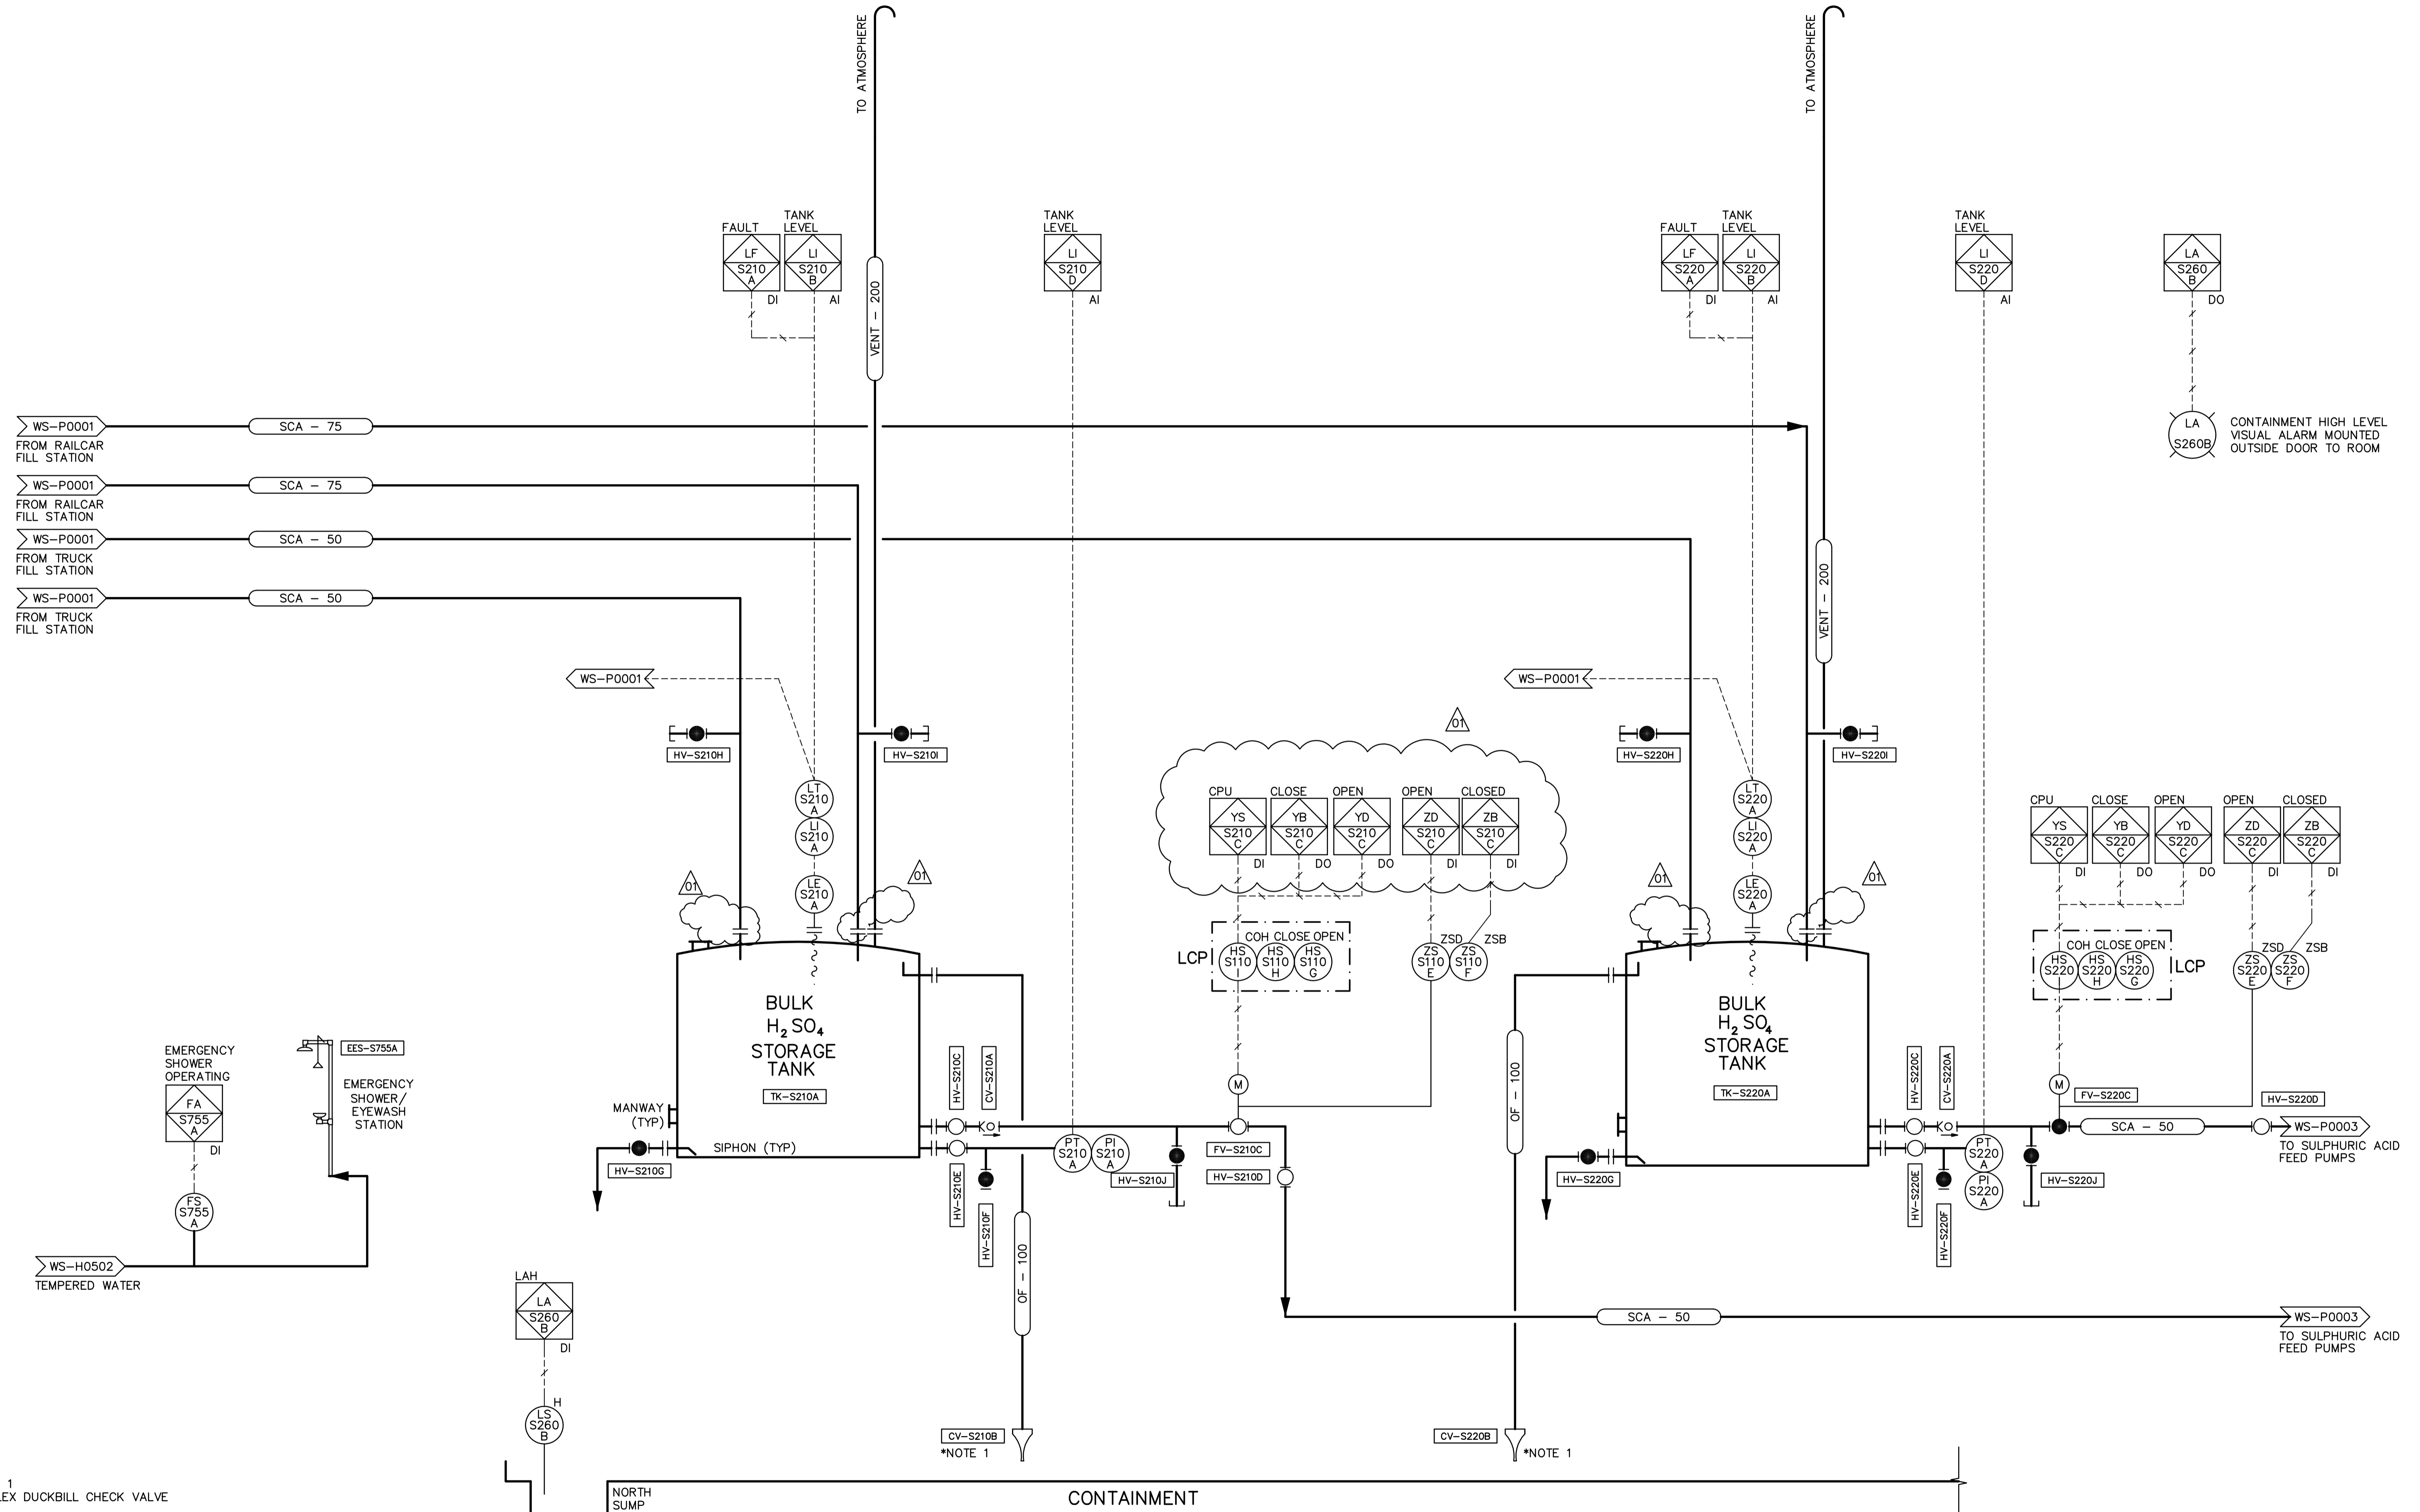 TO ATMOSPHERE
TO ATMOSPHERE
FAULT
LF
S210
A
DI
TANK
LEVEL
LI
S210
B
AI
VENT - 200
TANK
LEVEL
LI
S210
D
AI
FAULT
LF
S220
A
DI
TANK
LEVEL
LI
S220
B
AI
TANK
LEVEL
LI
S220
D
AI
LA
S260
B
DO
LA
S260B
CONTAINMENT HIGH LEVEL
VISUAL ALARM MOUNTED
OUTSIDE DOOR TO ROOM
WS-P0001
SCA - 75
FROM RAILCAR
FILL STATION
WS-P0001
SCA - 75
FROM RAILCAR
FILL STATION
WS-P0001
SCA - 50
FROM TRUCK
FILL STATION
WS-P0001
SCA - 50
FROM TRUCK
FILL STATION
VENT - 200
WS-P0001
WS-P0001
HV-S210H
HV-S210I
HV-S220H
HV-S220I
01
LT
S210
A
LI
S210
A
LE
S210
A
01
01
CPU
YS
S210
C
DI
CLOSE
YB
S210
C
DO
OPEN
YD
S210
C
DO
OPEN
ZD
S210
C
DI
CLOSED
ZB
S210
C
DI
LT
S220
A
LI
S220
A
LE
S220
A
01
01
CPU
YS
S220
C
DI
CLOSE
YB
S220
C
DO
OPEN
YD
S220
C
DO
OPEN
ZD
S220
C
DI
CLOSED
ZB
S220
C
DI
LCP
COH CLOSE OPEN
HS
S110
HS
S110
H
HS
S110
G
ZSD
ZS
S110
E
ZSB
ZS
S110
F
COH CLOSE OPEN
HS
S220
HS
S220
H
HS
S220
G
LCP
ZSD
ZS
S220
E
ZSB
ZS
S220
F
BULK
H2SO4
STORAGE
TANK
TK-S210A
BULK
H2SO4
STORAGE
TANK
TK-S220A
EMERGENCY
SHOWER
OPERATING
FA
S755
A
DI
FS
S755
A
EES-S755A
EMERGENCY
SHOWER/
EYEWASH
STATION
WS-H0502
TEMPERED WATER
MANWAY
(TYP)
SIPHON (TYP)
HV-S210G
HV-S210C
CV-S210A
HV-S210E
HV-S210F
PT
S210
A
PI
S210
A
HV-S210J
M
FV-S210C
HV-S210D
OF - 100
OF - 100
HV-S220G
HV-S220C
CV-S220A
HV-S220E
HV-S220F
PT
S220
A
PI
S220
A
HV-S220J
M
FV-S220C
SCA - 50
HV-S220D
WS-P0003
TO SULPHURIC ACID
FEED PUMPS
SCA - 50
WS-P0003
TO SULPHURIC ACID
FEED PUMPS
LAH
LA
S260
B
DI
H
LS
S260
B
CV-S210B
*NOTE 1
CV-S220B
*NOTE 1
1
EX DUCKBILL CHECK VALVE
NORTH
SUMP
CONTAINMENT